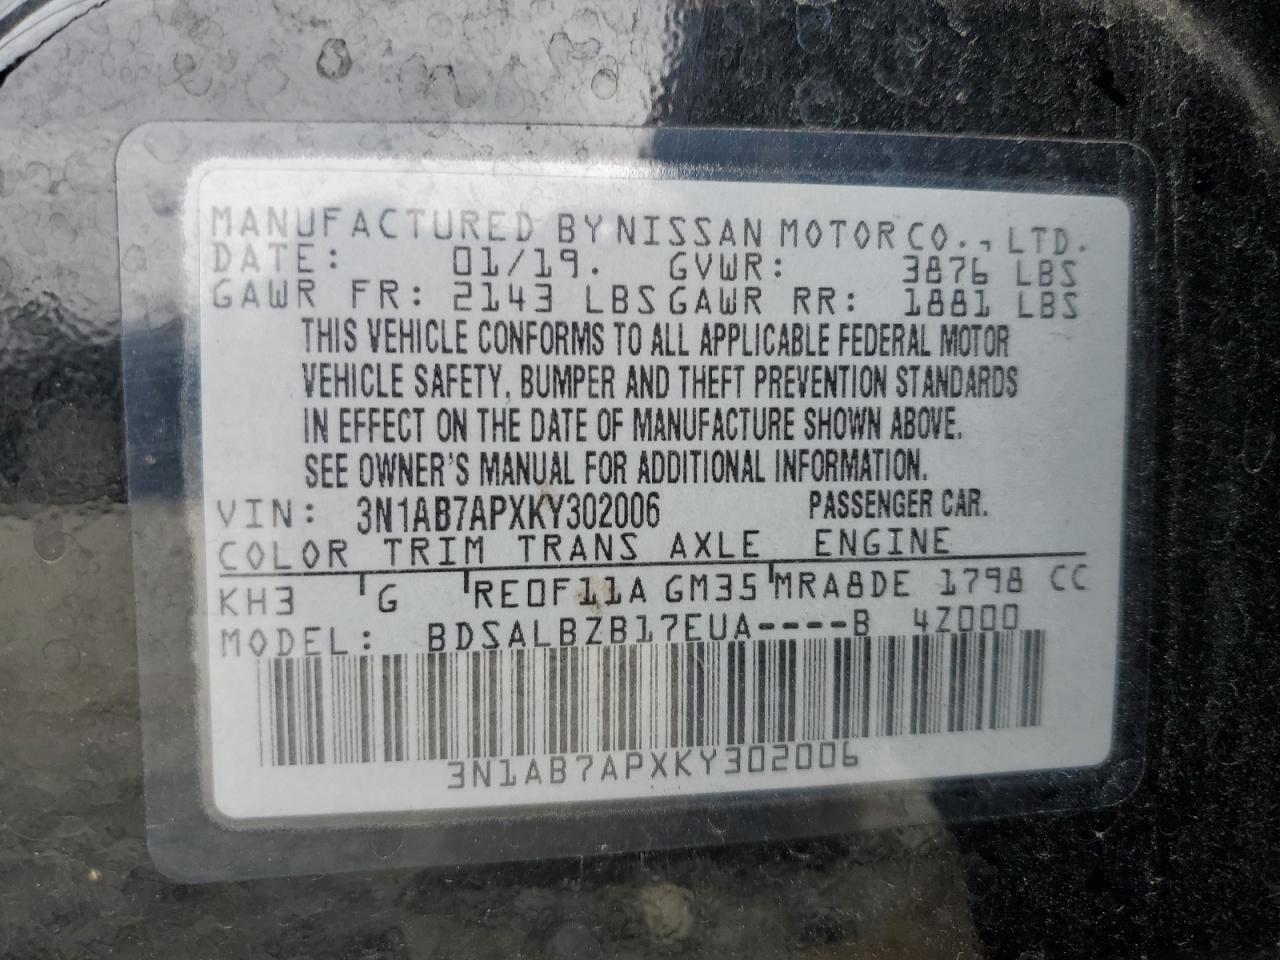 MANUFACTURED BY NISSAN MOTOR CO., LTD.
DATE: 01/19. GVWR: 3876 LBS
GAWR FR: 2143 LBS GAWR RR: 1881 LBS
THIS VEHICLE CONFORMS TO ALL APPLICABLE FEDERAL MOTOR
VEHICLE SAFETY, BUMPER AND THEFT PREVENTION STANDARDS
IN EFFECT ON THE DATE OF MANUFACTURE SHOWN ABOVE.
SEE OWNER'S MANUAL FOR ADDITIONAL INFORMATION.
VIN: 3N1AB7APXKY302006 PASSENGER CAR.
COLOR TRIM TRANS AXLE ENGINE
KH3 G RE0F11A GM35 MRA8DE 1798 CC
MODEL: BDSALBZB17EUA----B 4Z000
3N1AB7APXKY302006